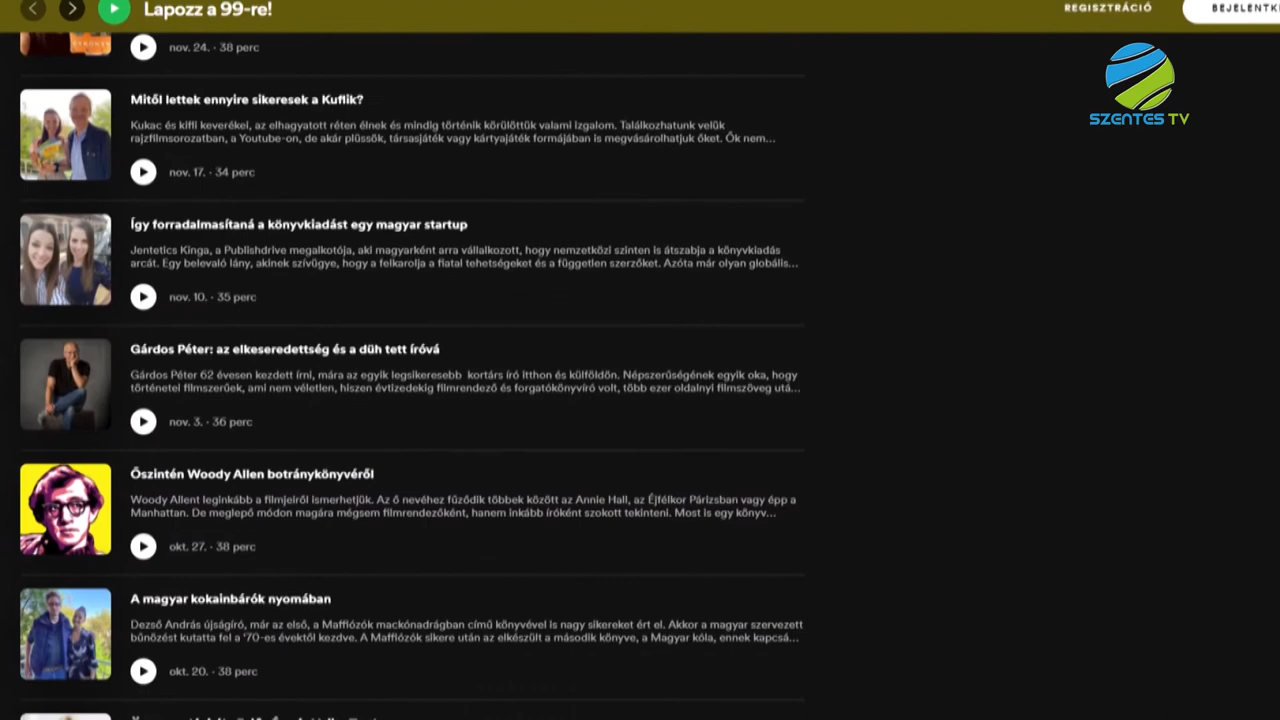 Lapozz a 99-re!
REGISZTRÁCIÓ
SZENTES TV
nov. 24. · 38 perc
Mitől lettek ennyire sikeresek a Kuflik?
Kukac és kifli keverékei, az elhagyatott réten élnek és mindig történik körülöttük valami izgalom. Találkozhatunk velük
rajzfilmsorozatban, a Youtube-on, de akár plüssök, társasjáték vagy kártyajáték formájában is megvásárolhatjuk őket. Ők nem...
nov. 17. · 34 perc
Így forradalmasítaná a könyvkiadást egy magyar startup
Jentetics Kinga, a Publishdrive megalkotója, aki magyarként arra vállalkozott, hogy nemzetközi szinten is átszabja a könyvkiadás
arcát. Egy belevaló lány, akinek szívügye, hogy a felkarolja a fiatal tehetségeket és a független szerzőket. Azóta már olyan globális...
nov. 10. · 35 perc
Gárdos Péter: az elkeseredettség és a düh tett íróvá
Gárdos Péter 62 évesen kezdett írni, mára az egyik legsikeresebb kortárs író itthon és külföldön. Népszerűségének egyik oka, hogy
történetei filmszerűek, ami nem véletlen, hiszen évtizedekig filmrendező és forgatókönyvíró volt, több ezer oldalnyi filmszöveg utá...
nov. 3. · 36 perc
Őszintén Woody Allen botránykönyvéről
Woody Allent leginkább a filmjeiről ismerhetjük. Az ő nevéhez fűződik többek között az Annie Hall, az Éjfélkor Párizsban vagy épp a
Manhattan. De meglepő módon magára mégsem filmrendezőként, hanem inkább íróként szokott tekinteni. Most is egy könyv...
okt. 27. · 38 perc
A magyar kokainbárók nyomában
Dezső András újságíró, már az első, a Maffiózók mackónadrágban című könyvével is nagy sikereket ért el. Akkor a magyar szervezett
bűnözést kutatta fel a '70-es évektől kezdve. A Maffiózók sikere után az elkészült a második könyve, a Magyar kóla, ennek kapcsá...
okt. 20. · 38 perc